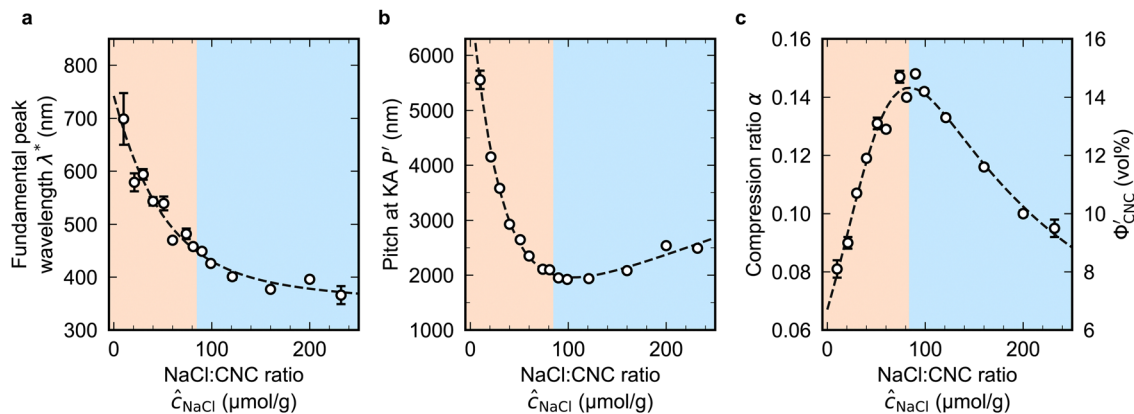 a
Fundamental peak
wavelength λ* (nm)
800
700
600
500
400
300
0
100
200
NaCl:CNC ratio
ĉNaCl (μmol/g)
b
Pitch at KA P′ (nm)
6000
5000
4000
3000
2000
1000
0
100
200
NaCl:CNC ratio
ĉNaCl (μmol/g)
c
Compression ratio α
0.16
0.14
0.12
0.10
0.08
0.06
0
100
200
NaCl:CNC ratio
ĉNaCl (μmol/g)
16
14
12
10
8
6
Φ′CNC (vol%)